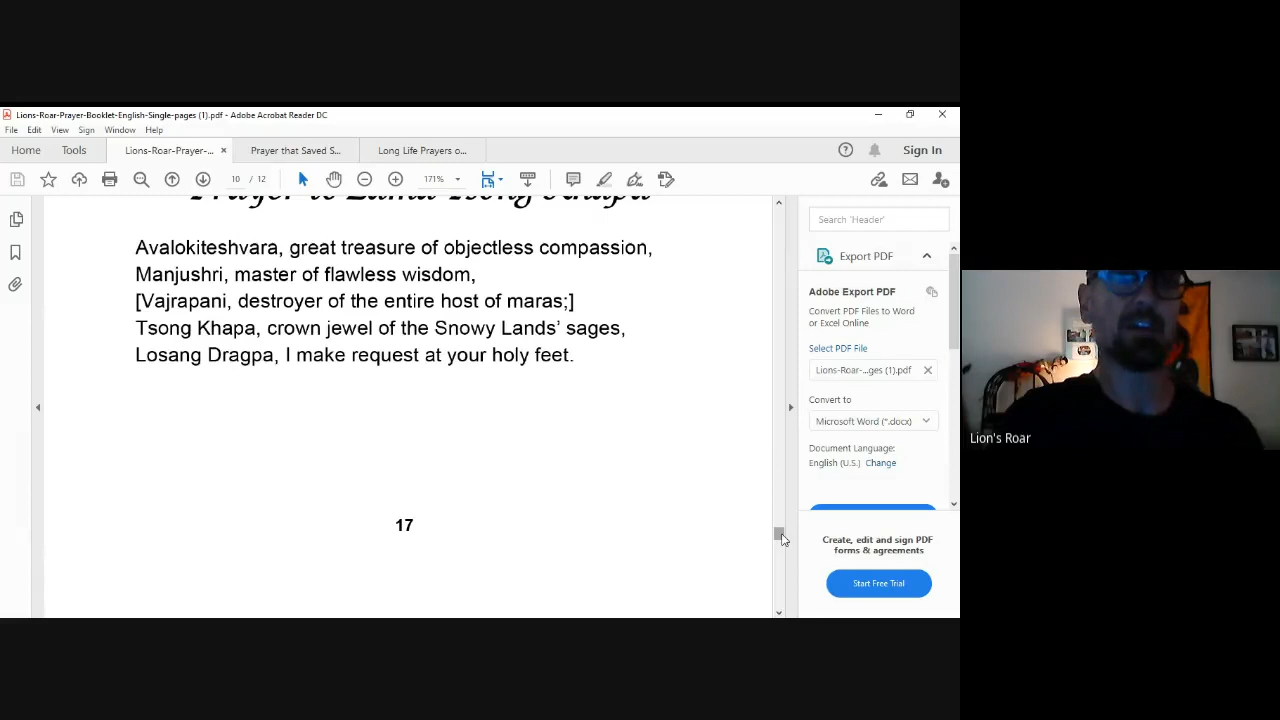 Lions-Roar-Prayer-Booklet-English-Single-pages (1).pdf - Adobe Acrobat Reader DC
File Edit View Sign Window Help
Home Tools Lions-Roar-Prayer-... × Prayer that Saved S... Long Life Prayers o... Sign In
10 / 12 171%
Prayer to Lama Tsong Khapa
Avalokiteshvara, great treasure of objectless compassion,
Manjushri, master of flawless wisdom,
[Vajrapani, destroyer of the entire host of maras;]
Tsong Khapa, crown jewel of the Snowy Lands’ sages,
Losang Dragpa, I make request at your holy feet.
17
Search 'Header'
Export PDF
Adobe Export PDF
Convert PDF Files to Word
or Excel Online
Select PDF File
Lions-Roar-...ges (1).pdf
Convert to
Microsoft Word (*.docx)
Document Language:
English (U.S.) Change
Create, edit and sign PDF
forms & agreements
Start Free Trial
Lion's Roar